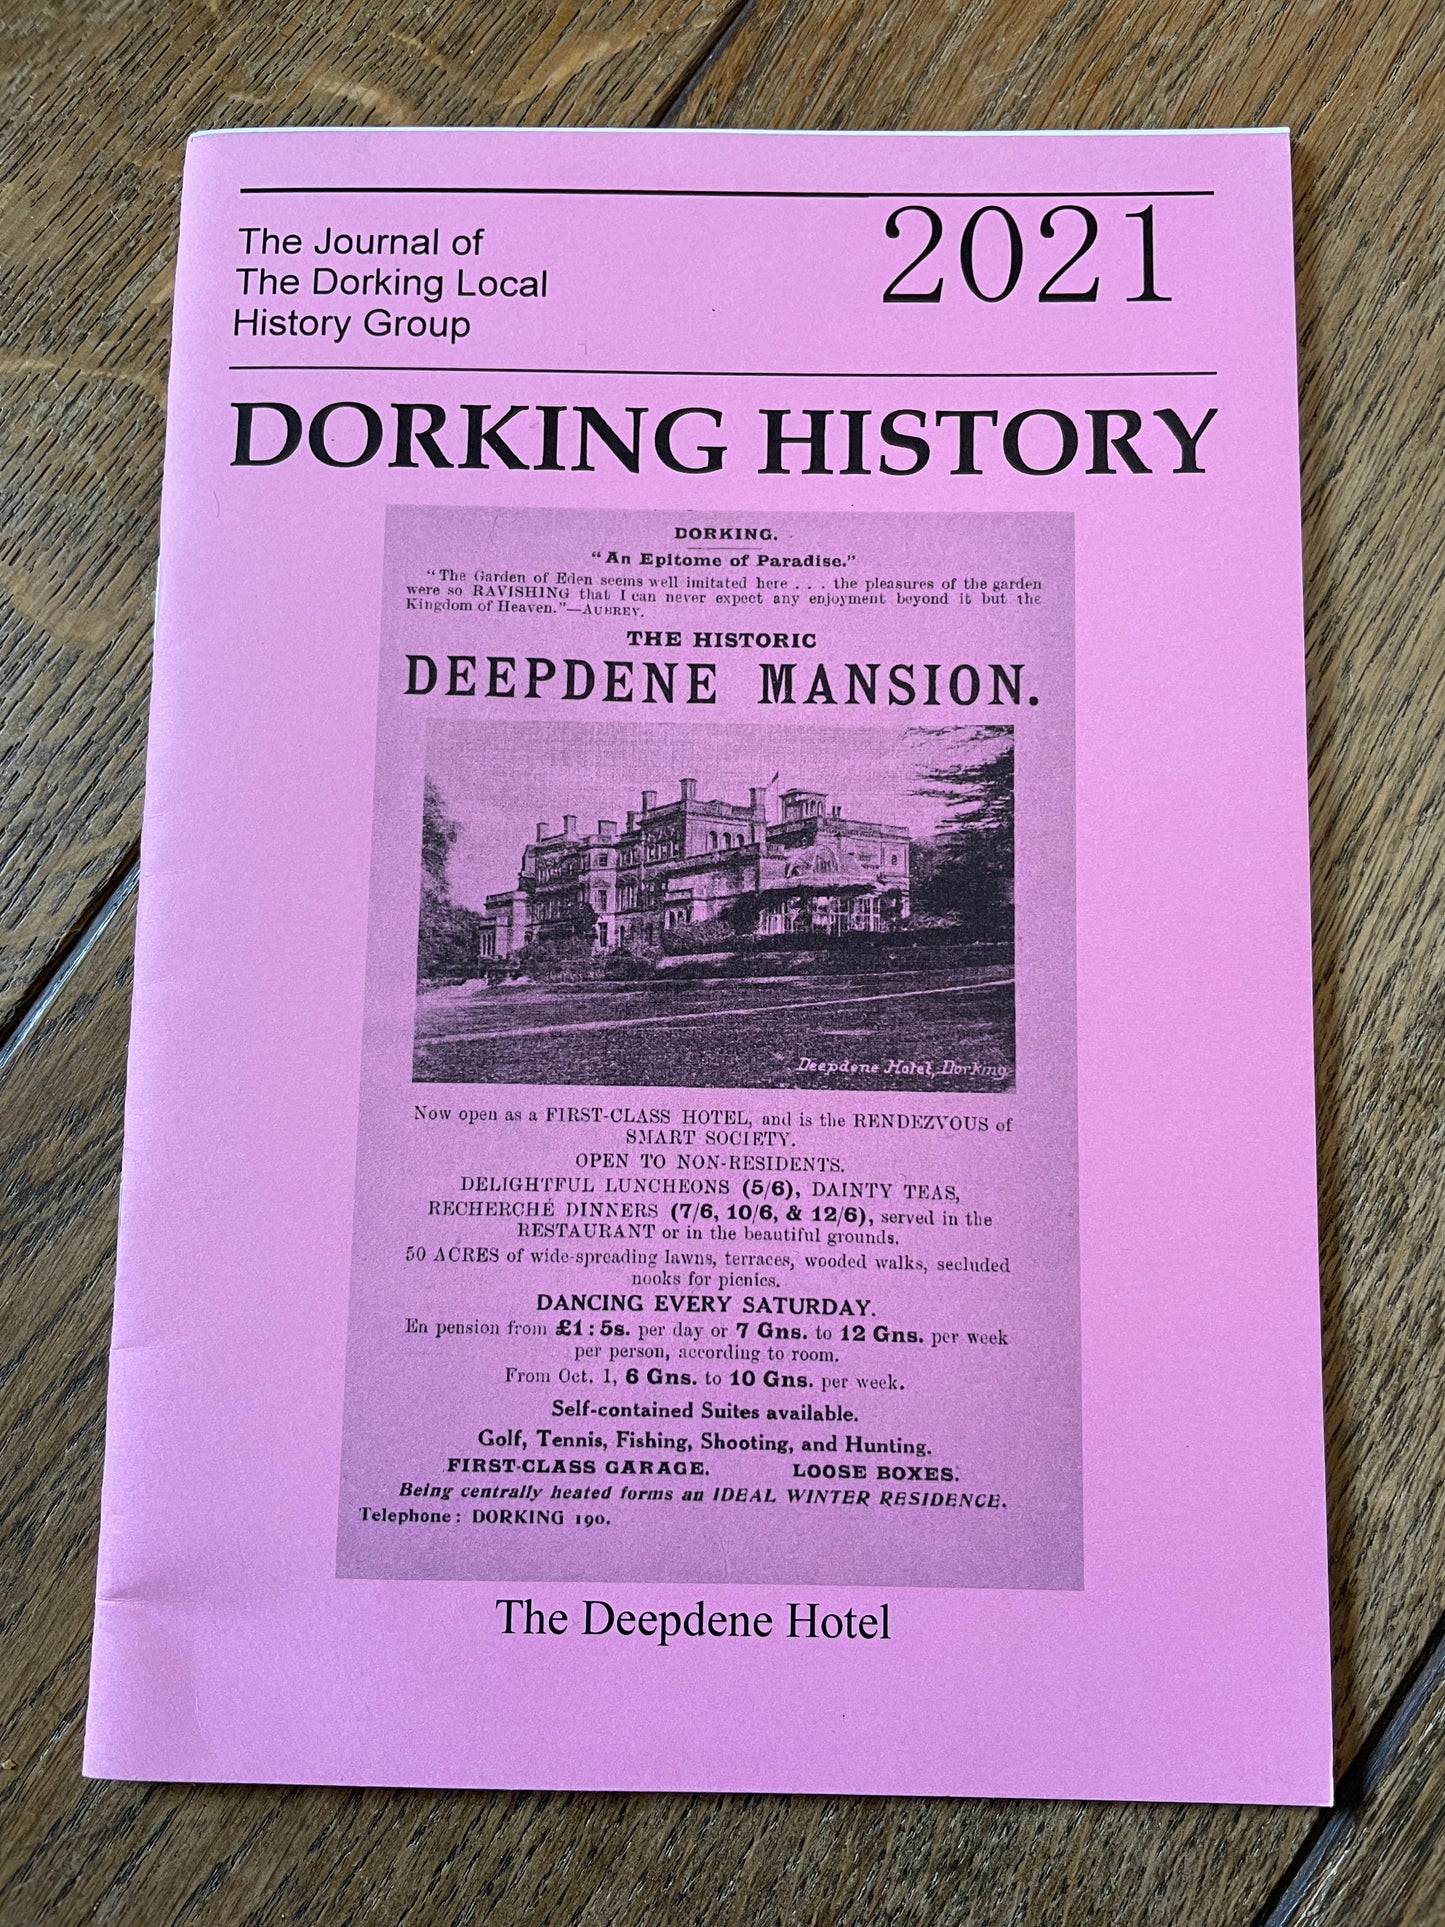 The Journal of
The Dorking Local
History Group
2021
DORKING HISTORY
DORKING.
"An Epitome of Paradise."
"The Garden of Eden seems well imitated here . . . the pleasures of the garden
were so RAVISHING that I can never expect any enjoyment beyond it but the
Kingdom of Heaven."—AUBREY.
THE HISTORIC
DEEPDENE MANSION.
Deepdene Hotel, Dorking
Now open as a FIRST-CLASS HOTEL, and is the RENDEZVOUS of
SMART SOCIETY.
OPEN TO NON-RESIDENTS.
DELIGHTFUL LUNCHEONS (5/6), DAINTY TEAS,
RECHERCHÉ DINNERS (7/6, 10/6, & 12/6), served in the
RESTAURANT or in the beautiful grounds.
50 ACRES of wide-spreading lawns, terraces, wooded walks, secluded
nooks for picnics.
DANCING EVERY SATURDAY.
En pension from £1 : 5s. per day or 7 Gns. to 12 Gns. per week
per person, according to room.
From Oct. 1, 6 Gns. to 10 Gns. per week.
Self-contained Suites available.
Golf, Tennis, Fishing, Shooting, and Hunting.
FIRST-CLASS GARAGE. LOOSE BOXES.
Being centrally heated forms an IDEAL WINTER RESIDENCE.
Telephone : DORKING 190.
The Deepdene Hotel